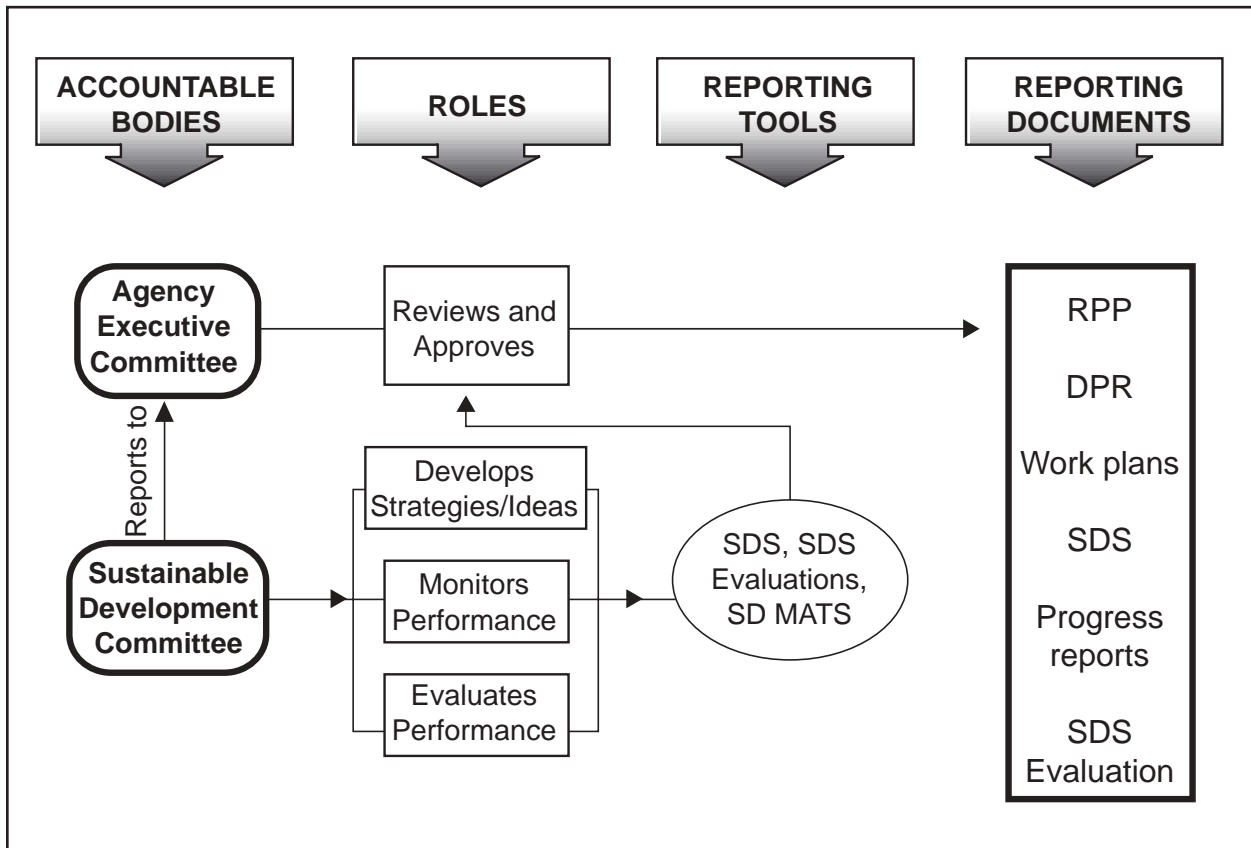 ACCOUNTABLE
BODIES
ROLES
REPORTING
TOOLS
REPORTING
DOCUMENTS
Agency
Executive
Committee
Reviews and
Approves
Reports to
Develops
Strategies/Ideas
Sustainable
Development
Committee
Monitors
Performance
Evaluates
Performance
SDS, SDS
Evaluations,
SD MATS
RPP
DPR
Work plans
SDS
Progress
reports
SDS
Evaluation